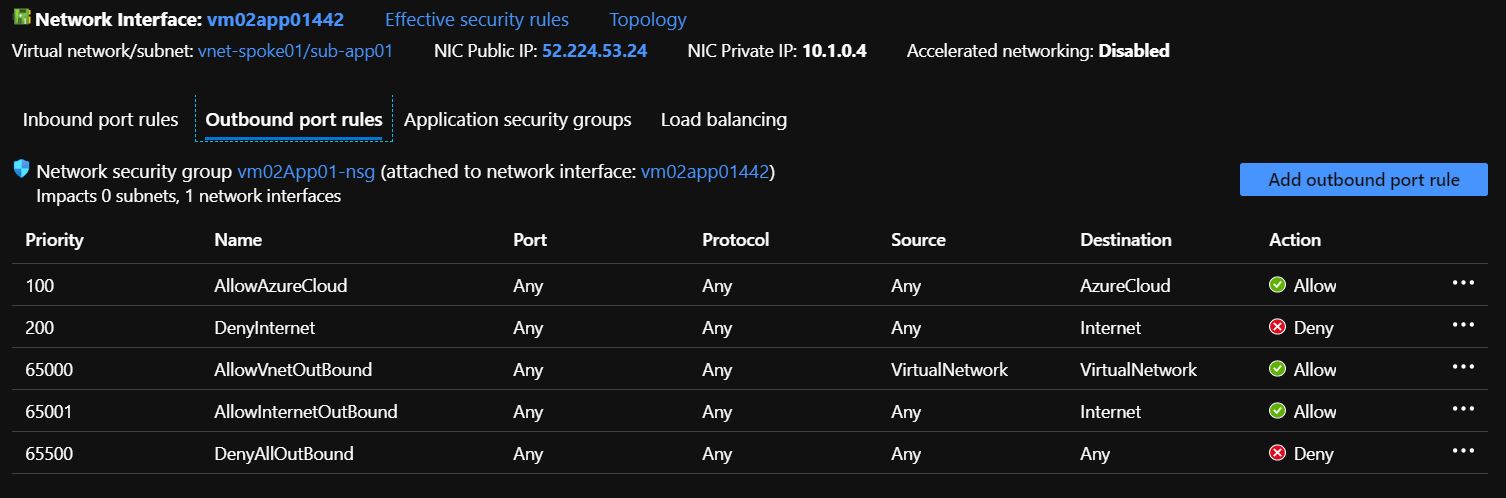 Network Interface: vm02app01442 Effective security rules Topology
Virtual network/subnet: vnet-spoke01/sub-app01 NIC Public IP: 52.224.53.24 NIC Private IP: 10.1.0.4 Accelerated networking: Disabled
Inbound port rules Outbound port rules Application security groups Load balancing
Network security group vm02App01-nsg (attached to network interface: vm02app01442)
Impacts 0 subnets, 1 network interfaces
Add outbound port rule
Priority Name Port Protocol Source Destination Action
100 AllowAzureCloud Any Any Any AzureCloud Allow
200 DenyInternet Any Any Any Internet Deny
65000 AllowVnetOutBound Any Any VirtualNetwork VirtualNetwork Allow
65001 AllowInternetOutBound Any Any Any Internet Allow
65500 DenyAllOutBound Any Any Any Any Deny